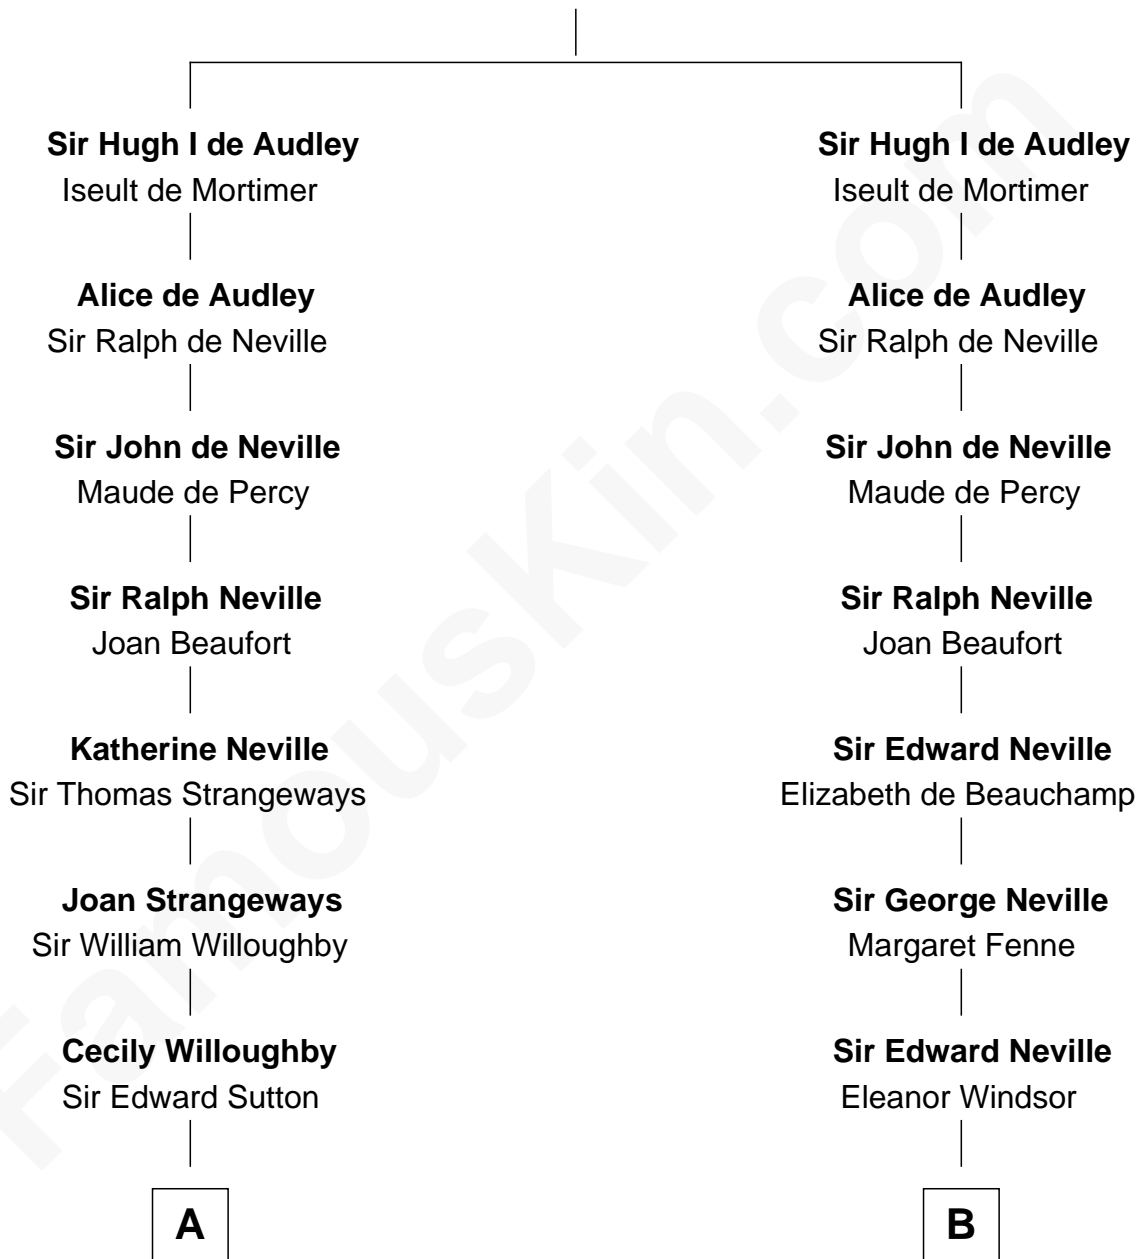 Sir Hugh I de Audley
Iseult de Mortimer
Alice de Audley
Sir Ralph de Neville
Sir John de Neville
Maude de Percy
Sir Ralph Neville
Joan Beaufort
Katherine Neville
Sir Thomas Strangeways
Joan Strangeways
Sir William Willoughby
Cecily Willoughby
Sir Edward Sutton
A
Sir Hugh I de Audley
Iseult de Mortimer
Alice de Audley
Sir Ralph de Neville
Sir John de Neville
Maude de Percy
Sir Ralph Neville
Joan Beaufort
Sir Edward Neville
Elizabeth de Beauchamp
Sir George Neville
Margaret Fenne
Sir Edward Neville
Eleanor Windsor
B
FamousKin.com